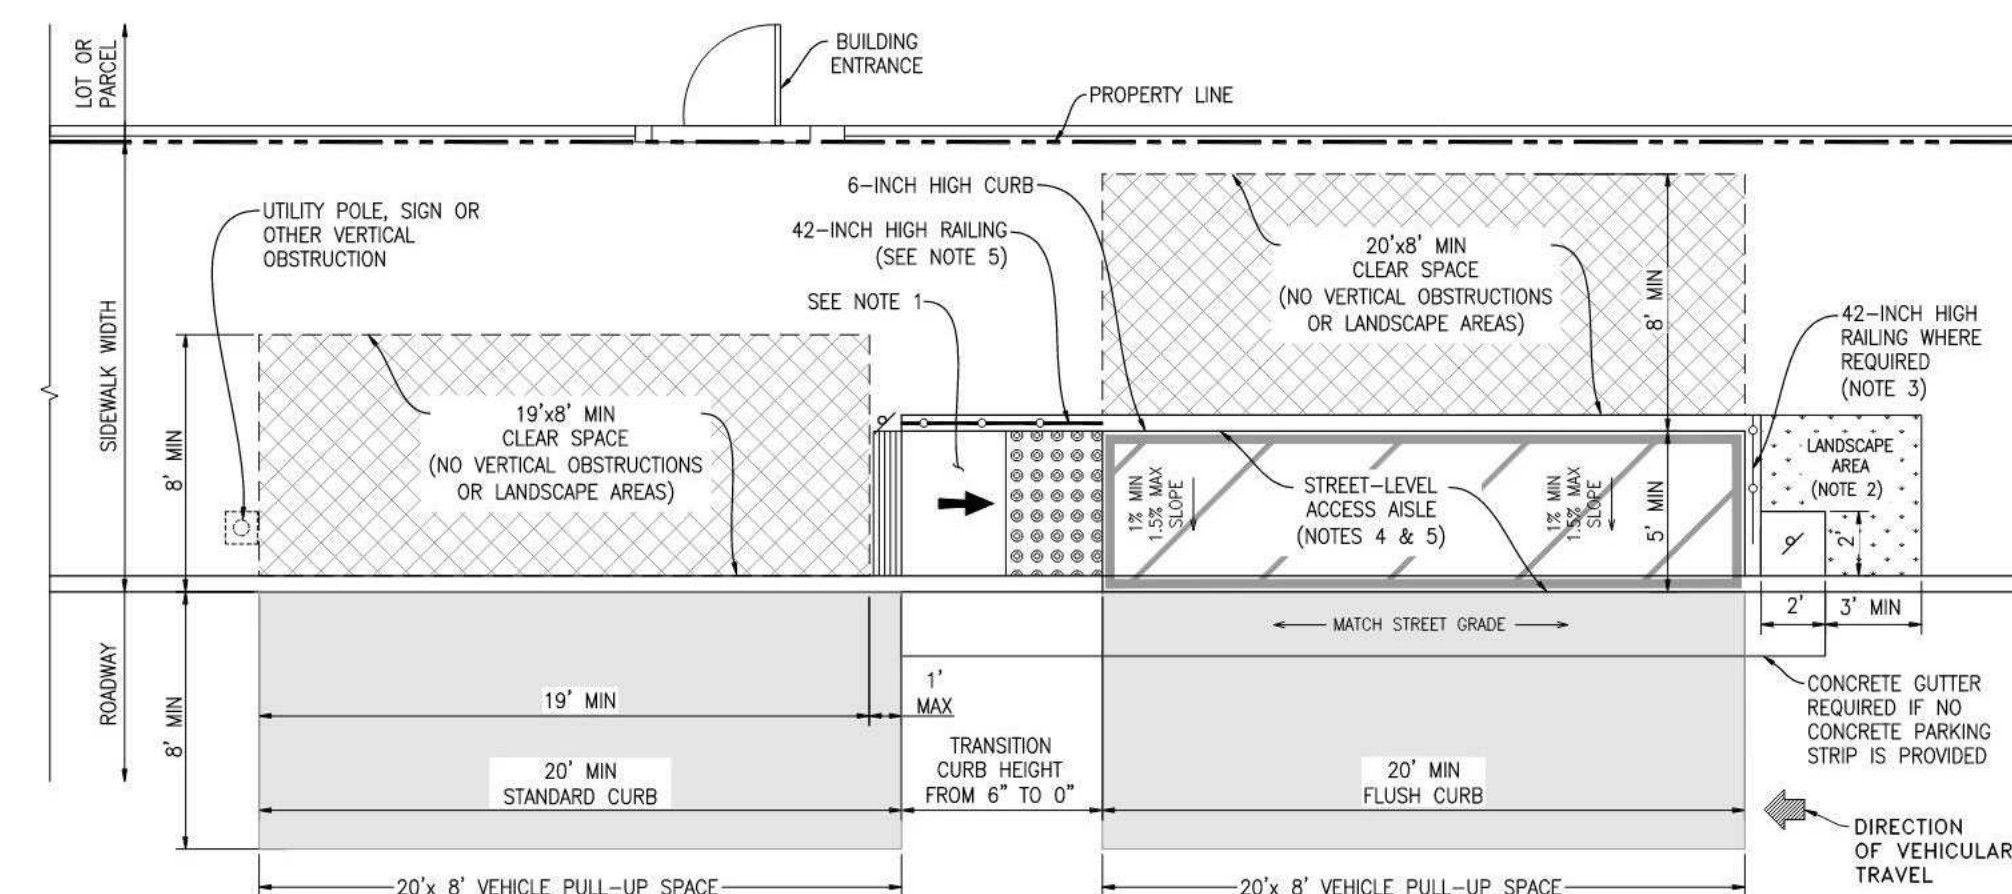 LOT OR
PARCEL
BUILDING
ENTRANCE
PROPERTY LINE
SIDEWALK WIDTH
UTILITY POLE, SIGN OR
OTHER VERTICAL
OBSTRUCTION
6-INCH HIGH CURB
42-INCH HIGH RAILING
(SEE NOTE 5)
SEE NOTE 1
20'x8' MIN
CLEAR SPACE
(NO VERTICAL OBSTRUCTIONS
OR LANDSCAPE AREAS)
8' MIN
42-INCH HIGH
RAILING WHERE
REQUIRED
(NOTE 3)
8' MIN
19'x8' MIN
CLEAR SPACE
(NO VERTICAL OBSTRUCTIONS
OR LANDSCAPE AREAS)
1% MIN
1.5% MAX
SLOPE
STREET-LEVEL
ACCESS AISLE
(NOTES 4 & 5)
1% MIN
1.5% MAX
SLOPE
5' MIN
LANDSCAPE
AREA
(NOTE 2)
2'
2'
3' MIN
MATCH STREET GRADE
ROADWAY
8' MIN
19' MIN
1'
MAX
CONCRETE GUTTER
REQUIRED IF NO
CONCRETE PARKING
STRIP IS PROVIDED
20' MIN
STANDARD CURB
TRANSITION
CURB HEIGHT
FROM 6" TO 0"
20' MIN
FLUSH CURB
DIRECTION
OF VEHICULAR
TRAVEL
20'x 8' VEHICLE PULL-UP SPACE
20'x 8' VEHICLE PULL-UP SPACE